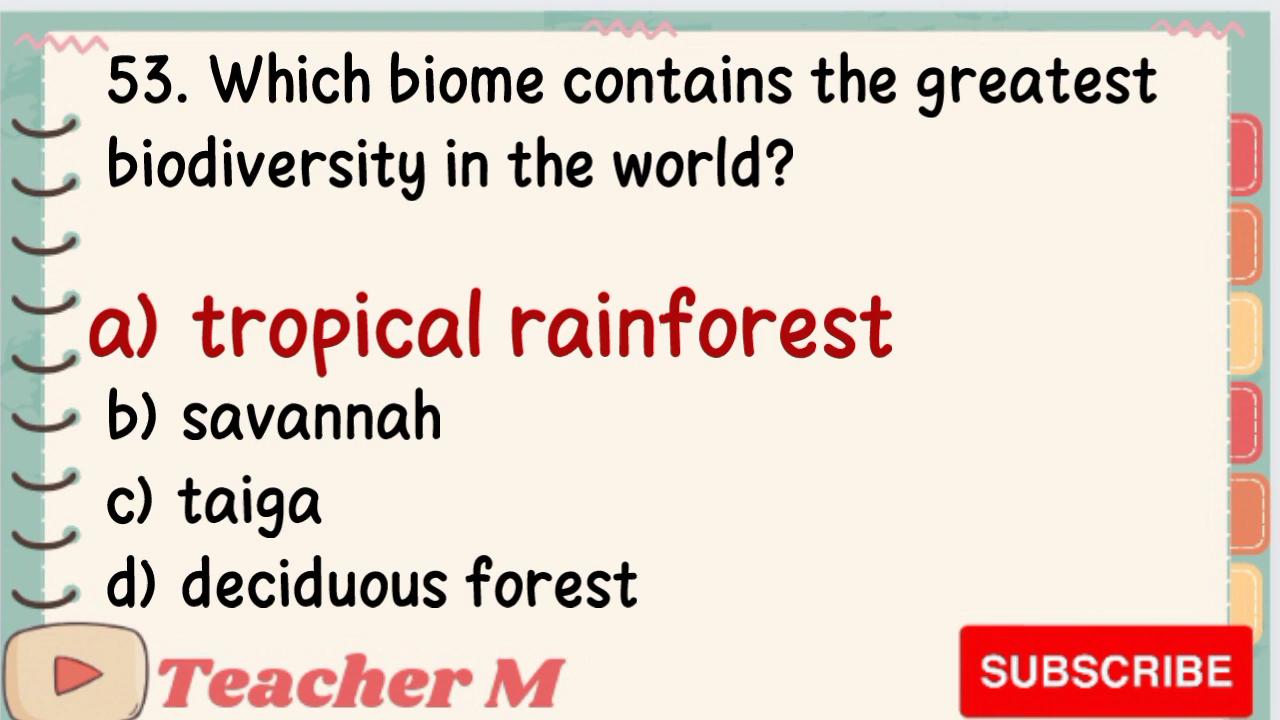 53. Which biome contains the greatest
biodiversity in the world?
a) tropical rainforest
b) savannah
c) taiga
d) deciduous forest
Teacher M
SUBSCRIBE